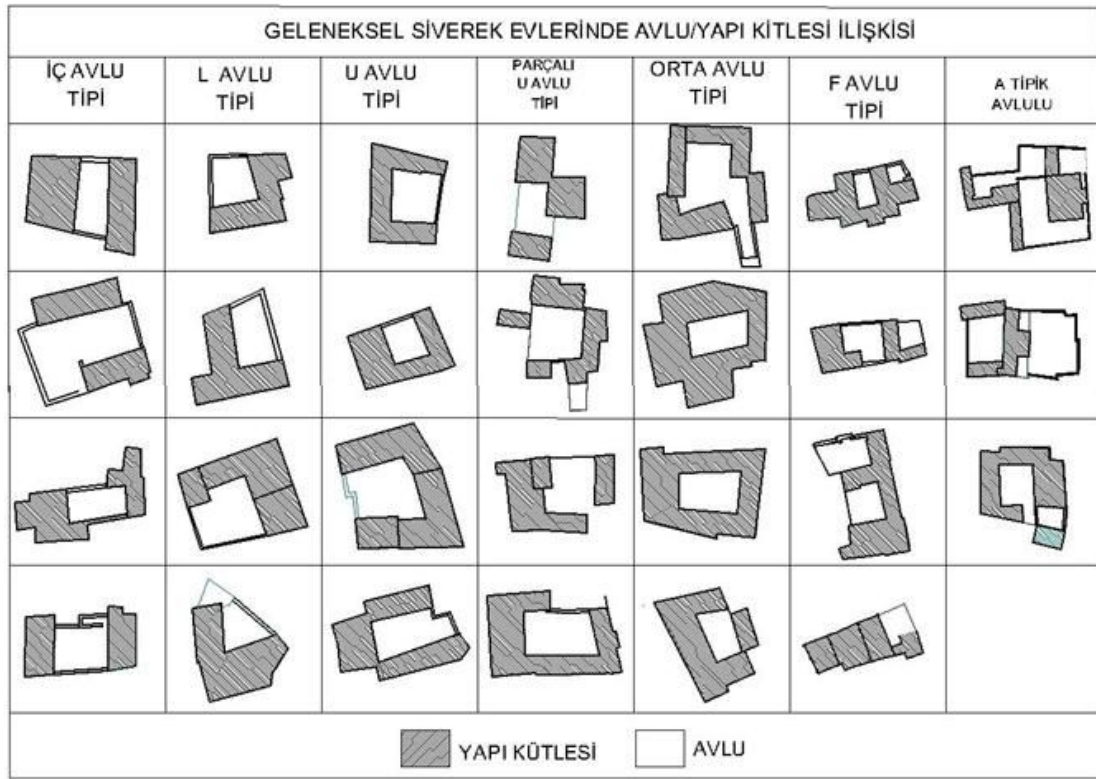 GELENEKSEL SİVEREK EVLERİNDE AVLU/YAPI KİTLESİ İLİŞKİSİ
İÇ AVLU
TİPİ
L AVLU
TİPİ
U AVLU
TİPİ
PARÇALI
U AVLU
TİPİ
ORTA AVLU
TİPİ
F AVLU
TİPİ
A TİPİK
AVLULU
YAPI KÜTLESİ
AVLU